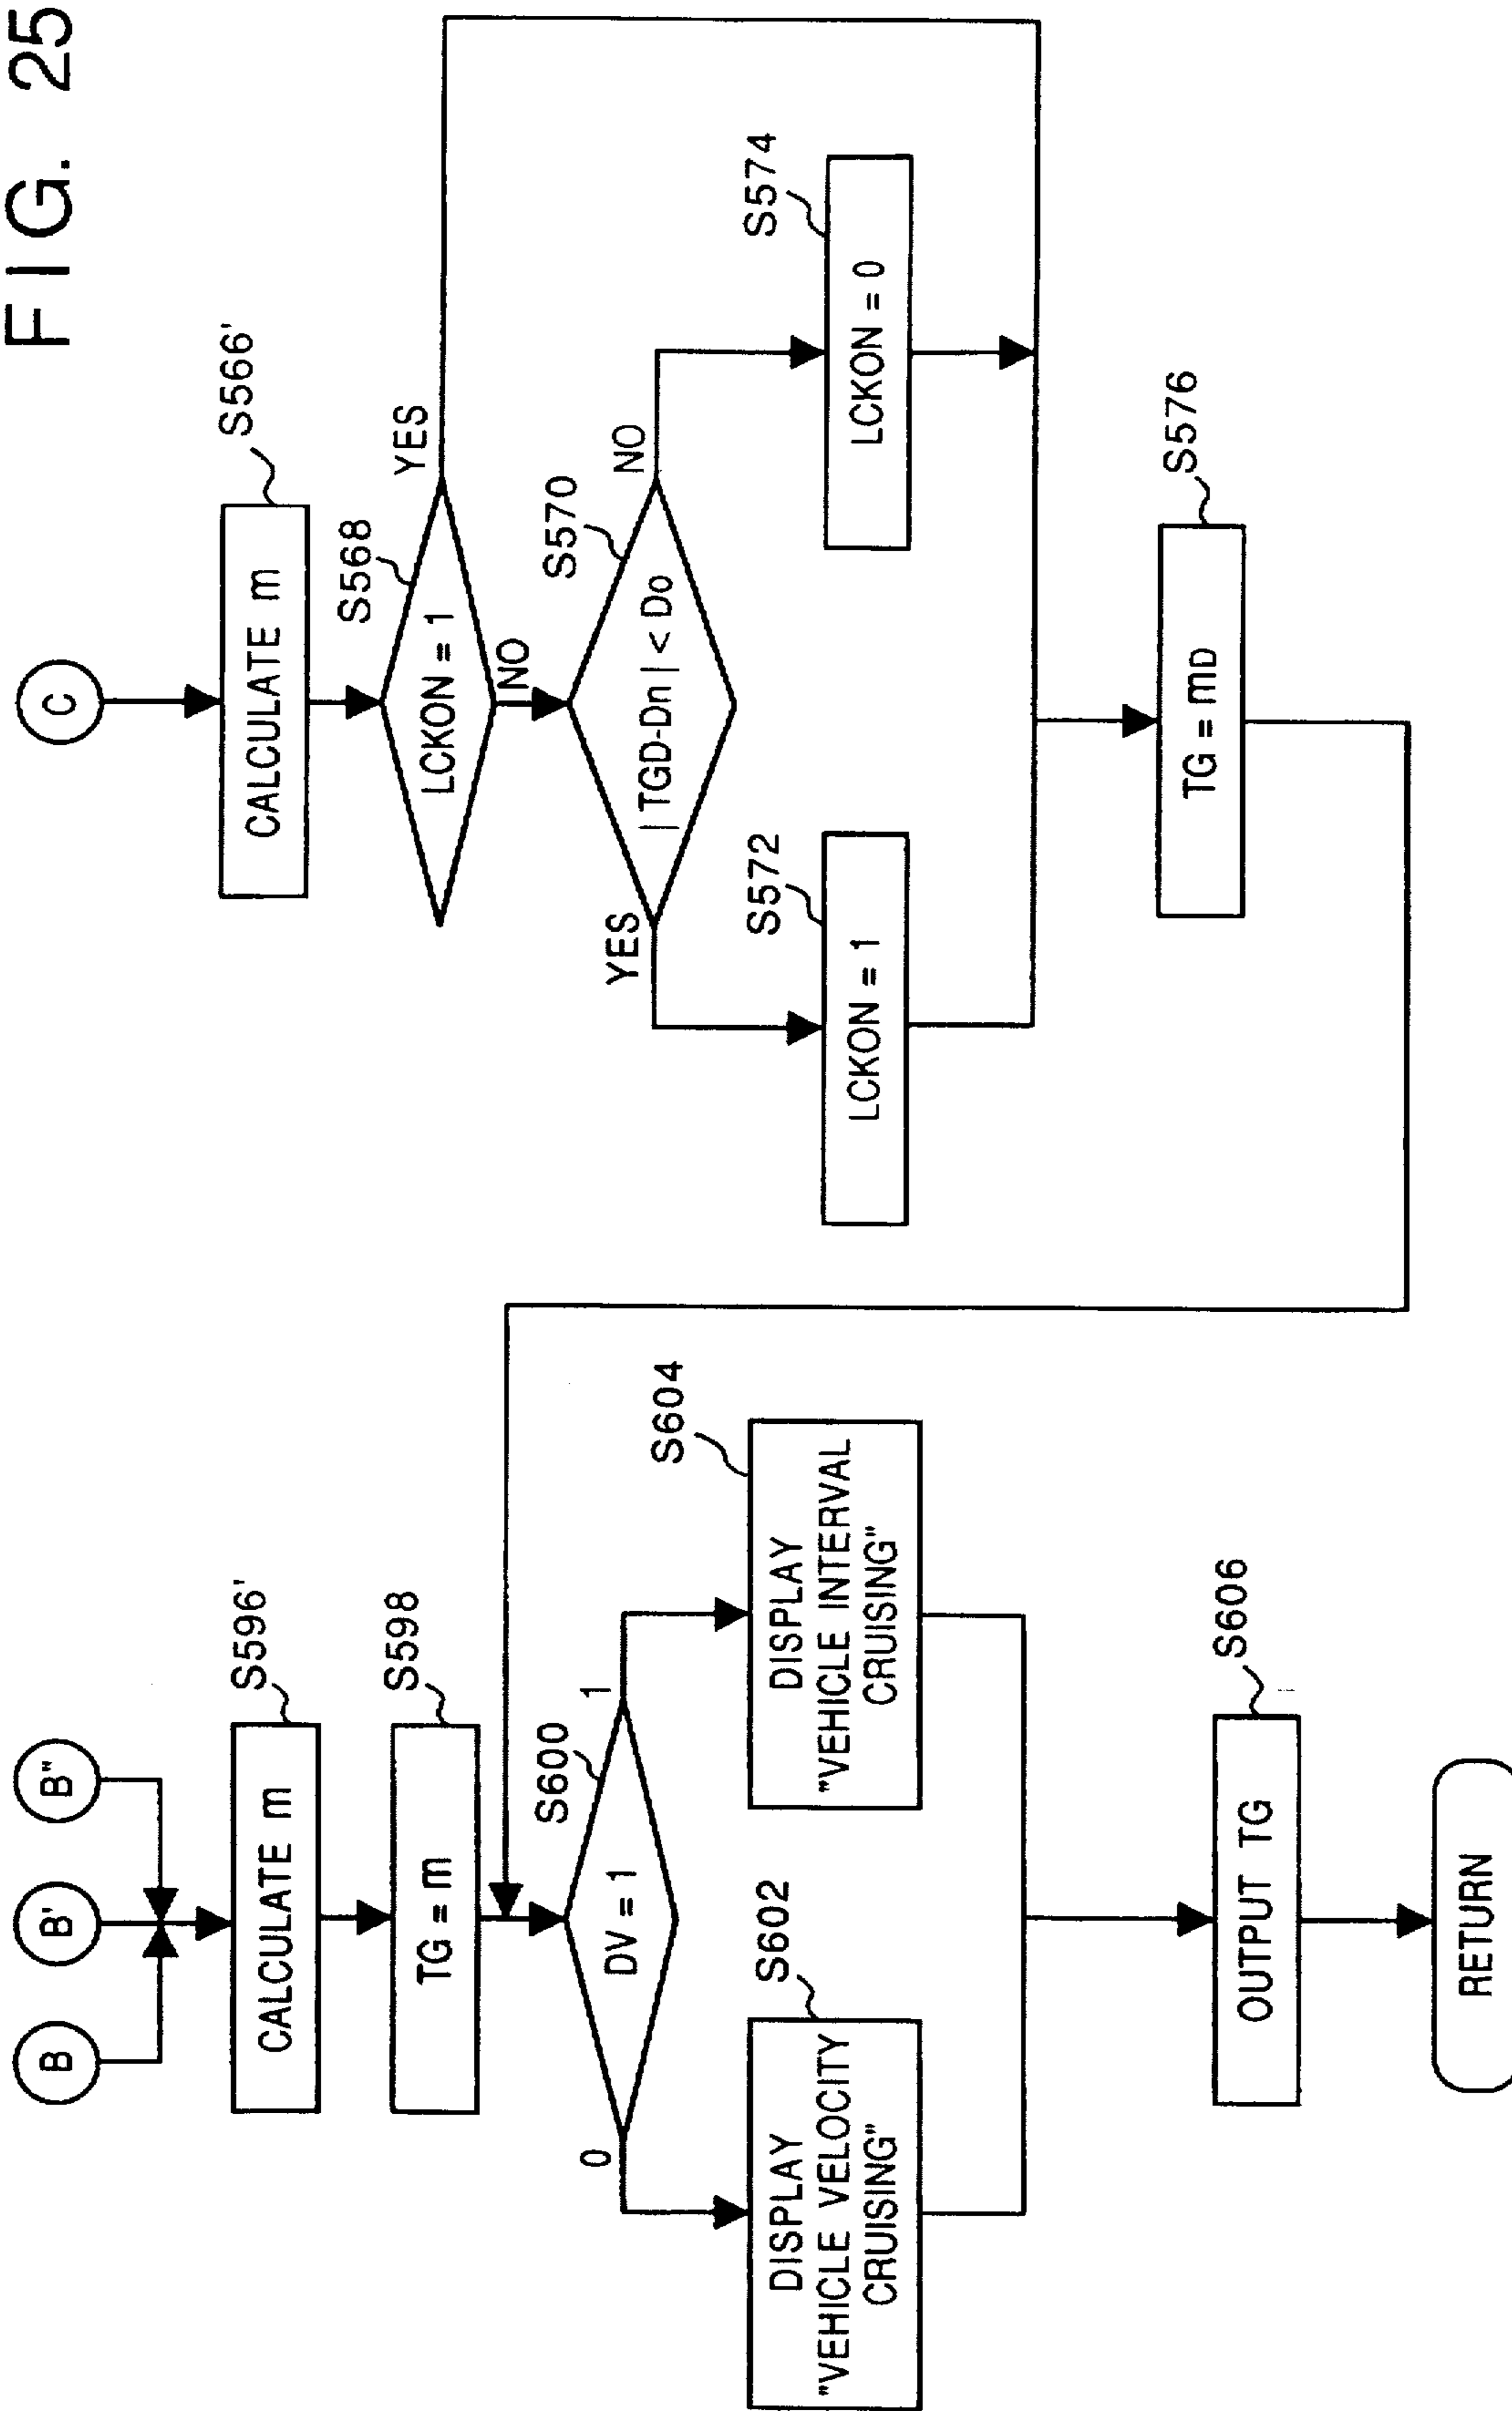 FIG. 25
B
B'
B"
S596'
CALCULATE m
S598
TG = m
S600
DV = 1
0
1
S602
DISPLAY
"VEHICLE VELOCITY
CRUISING"
S604
DISPLAY
"VEHICLE INTERVAL
CRUISING"
S606
OUTPUT TG
RETURN
C
S566'
CALCULATE m
S568
LCKON = 1
YES
NO
S570
| TGD-Dn | < Do
YES
NO
S572
LCKON = 1
S574
LCKON = 0
S576
TG = mD